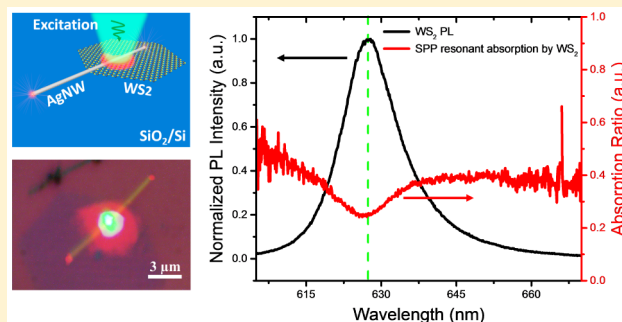 Excitation
AgNW
WS2
SiO2/Si
3 μm
Normalized PL Intensity (a.u.)
1.0
0.8
0.6
0.4
0.2
0.0
WS2 PL
SPP resonant absorption by WS2
615
630
645
660
Wavelength (nm)
1.0
0.8
0.6
0.4
0.2
0.0
Absorption Ratio (a.u.)